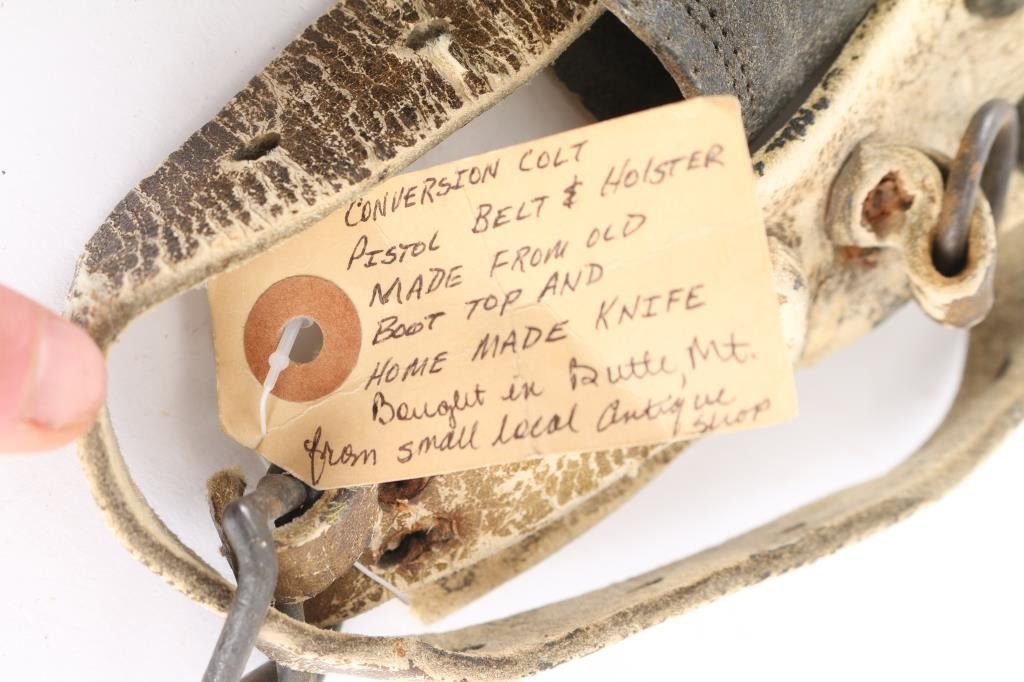 CONVERSION COLT
PISTOL BELT & HOLSTER
MADE FROM OLD
BOOT TOP AND
HOME MADE KNIFE
Bought in Butte, Mt.
from small local antique
shop